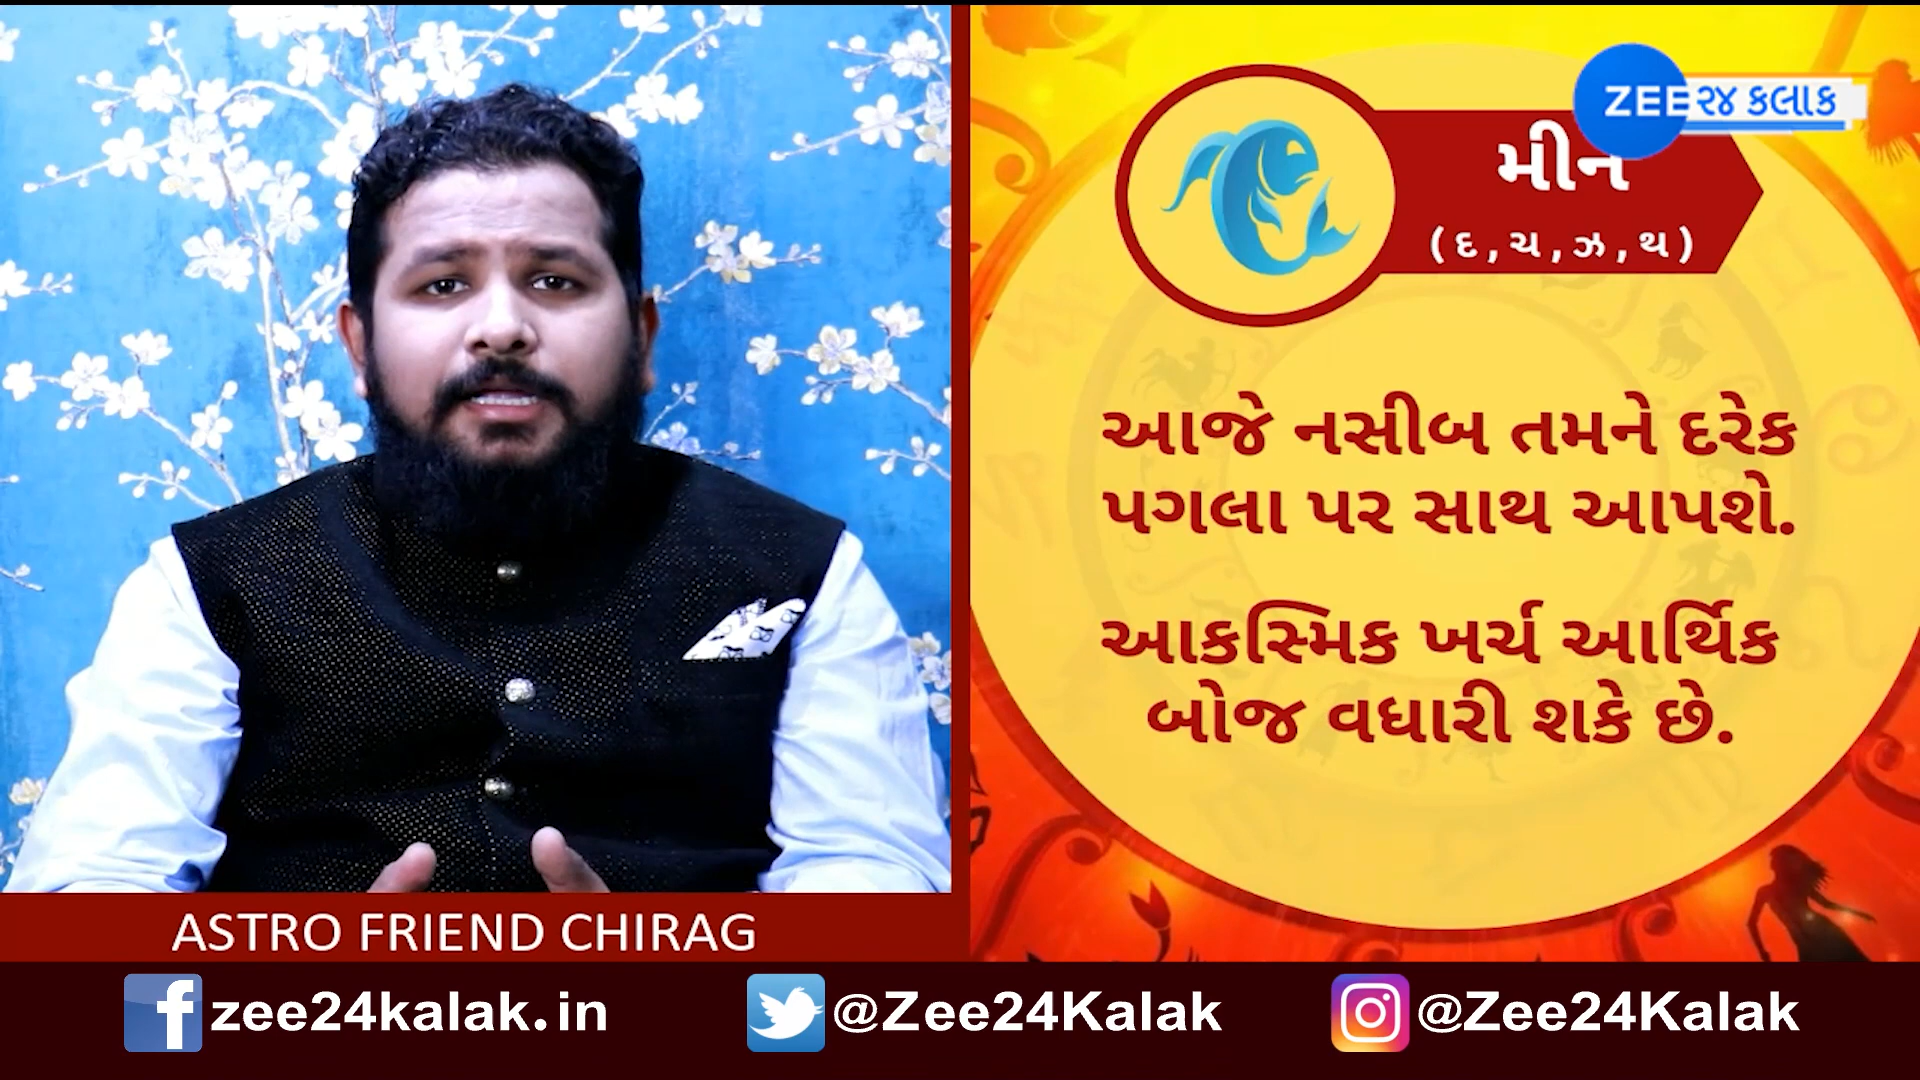 ZEE ૨૪ કલાક
મીન
(દ,ચ,ઝ,થ)
આજે નસીબ તમને દરેક
પગલા પર સાથ આપશે.
આકસ્મિક ખર્ચ આર્થિક
બોજ વધારી શકે છે.
ASTRO FRIEND CHIRAG
zee24kalak.in
@Zee24Kalak
@Zee24Kalak